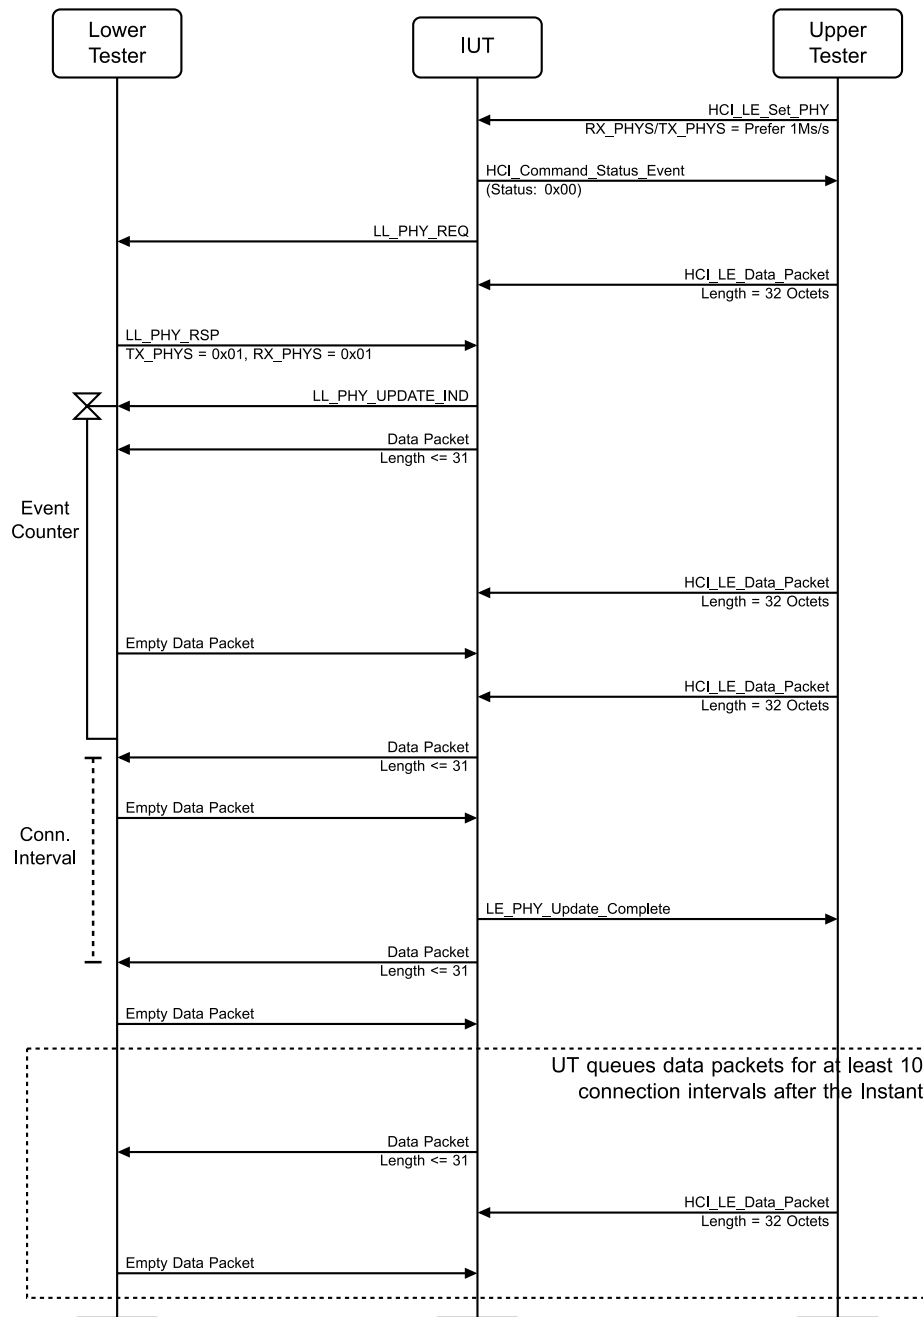 Lower
Tester
IUT
Upper
Tester
HCI_LE_Set_PHY
RX_PHYS/TX_PHYS = Prefer 1Ms/s
HCI_Command_Status_Event
(Status: 0x00)
LL_PHY_REQ
HCI_LE_Data_Packet
Length = 32 Octets
LL_PHY_RSP
TX_PHYS = 0x01, RX_PHYS = 0x01
LL_PHY_UPDATE_IND
Data Packet
Length <= 31
Event
Counter
HCI_LE_Data_Packet
Length = 32 Octets
Empty Data Packet
HCI_LE_Data_Packet
Length = 32 Octets
Data Packet
Length <= 31
Empty Data Packet
Conn.
Interval
LE_PHY_Update_Complete
Data Packet
Length <= 31
Empty Data Packet
UT queues data packets for at least 10
connection intervals after the Instant
Data Packet
Length <= 31
HCI_LE_Data_Packet
Length = 32 Octets
Empty Data Packet